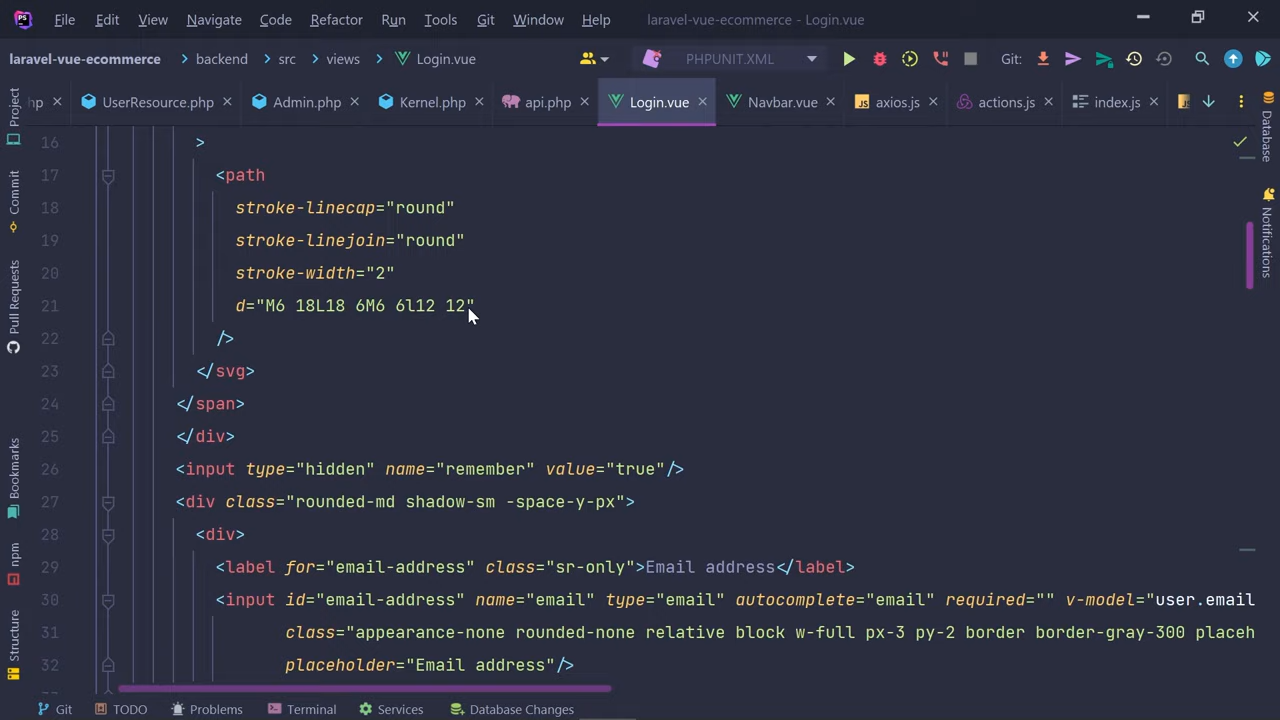 PS File Edit View Navigate Code Refactor Run Tools Git Window Help laravel-vue-ecommerce - Login.vue
laravel-vue-ecommerce backend src views Login.vue PHPUNIT.XML Git:
hp UserResource.php Admin.php Kernel.php api.php Login.vue Navbar.vue axios.js actions.js index.js
Project
Commit
Pull Requests
Bookmarks
npm
Structure
16 >
17 <path
18 stroke-linecap="round"
19 stroke-linejoin="round"
20 stroke-width="2"
21 d="M6 18L18 6M6 6l12 12"
22 />
23 </svg>
24 </span>
25 </div>
26 <input type="hidden" name="remember" value="true"/>
27 <div class="rounded-md shadow-sm -space-y-px">
28 <div>
29 <label for="email-address" class="sr-only">Email address</label>
30 <input id="email-address" name="email" type="email" autocomplete="email" required="" v-model="user.email
31 class="appearance-none rounded-none relative block w-full px-3 py-2 border border-gray-300 placeh
32 placeholder="Email address"/>
Database
Notifications
Git TODO Problems Terminal Services Database Changes